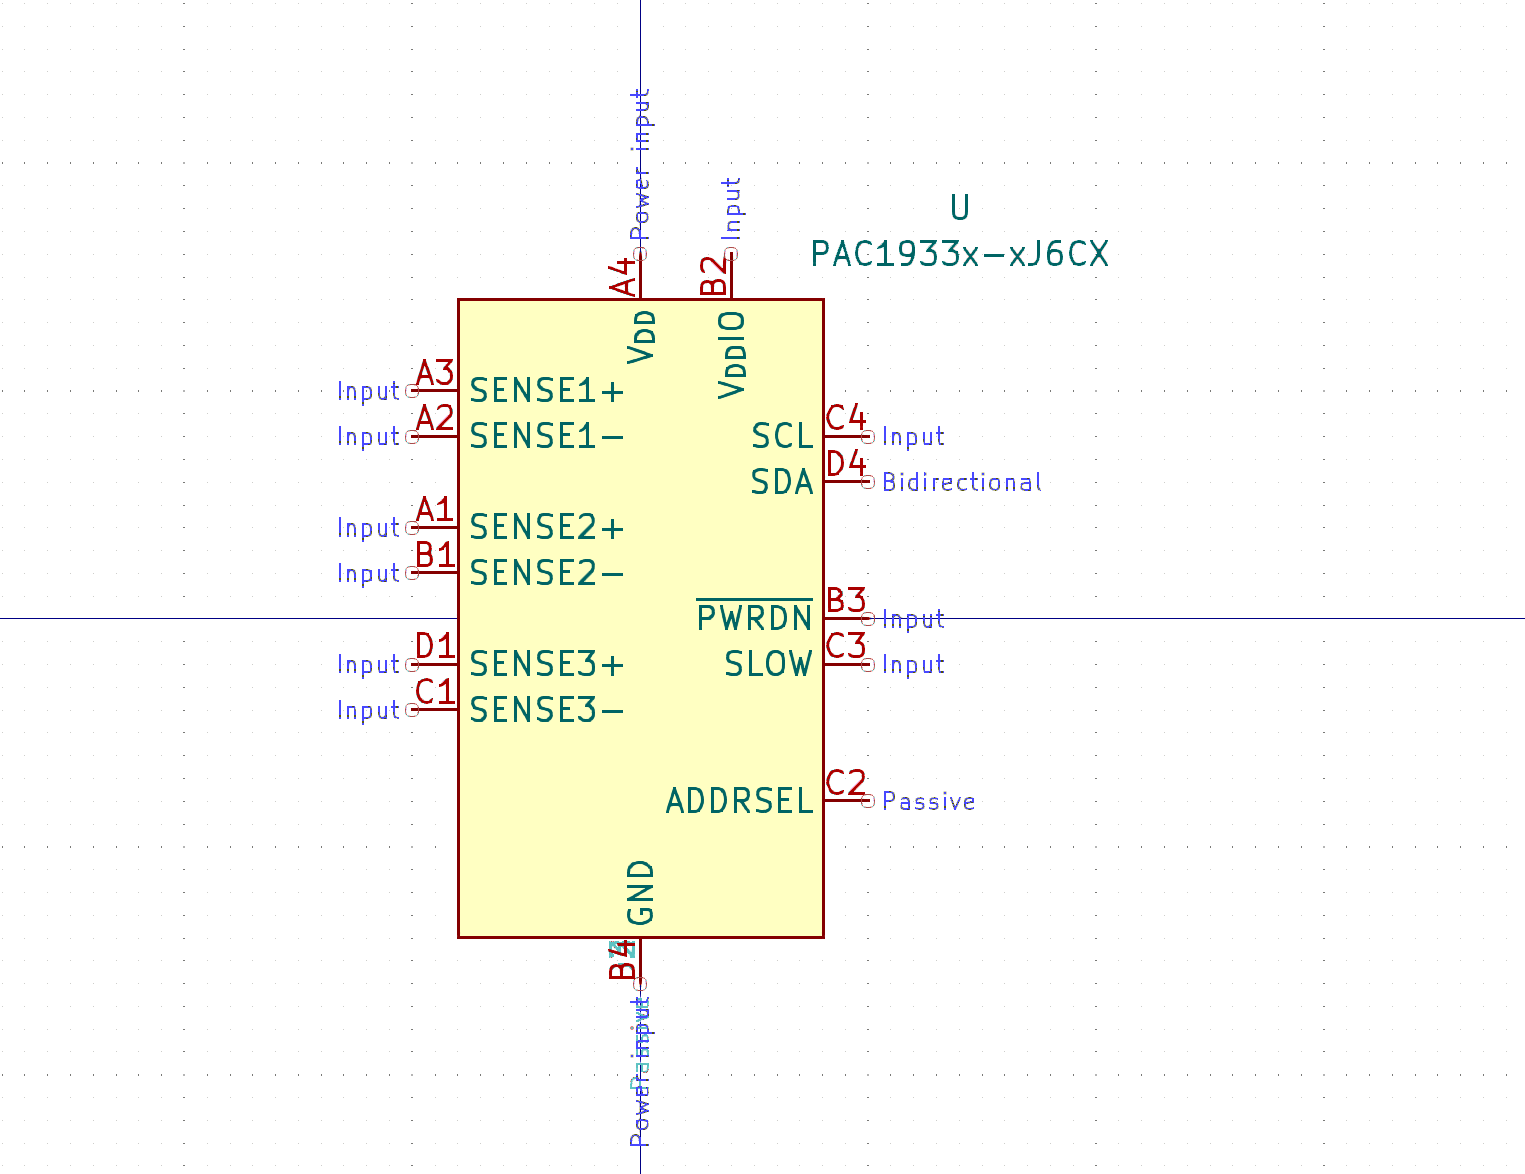 Power input
Input
U
PAC1933x-xJ6CX
A4
B2
VDD
VDDIO
Input A3 SENSE1+
Input A2 SENSE1-
SCL C4 Input
SDA D4 Bidirectional
Input A1 SENSE2+
Input B1 SENSE2-
PWRDN B3 Input
Input D1 SENSE3+
SLOW C3 Input
Input C1 SENSE3-
ADDRSEL C2 Passive
GND
B4
Power input